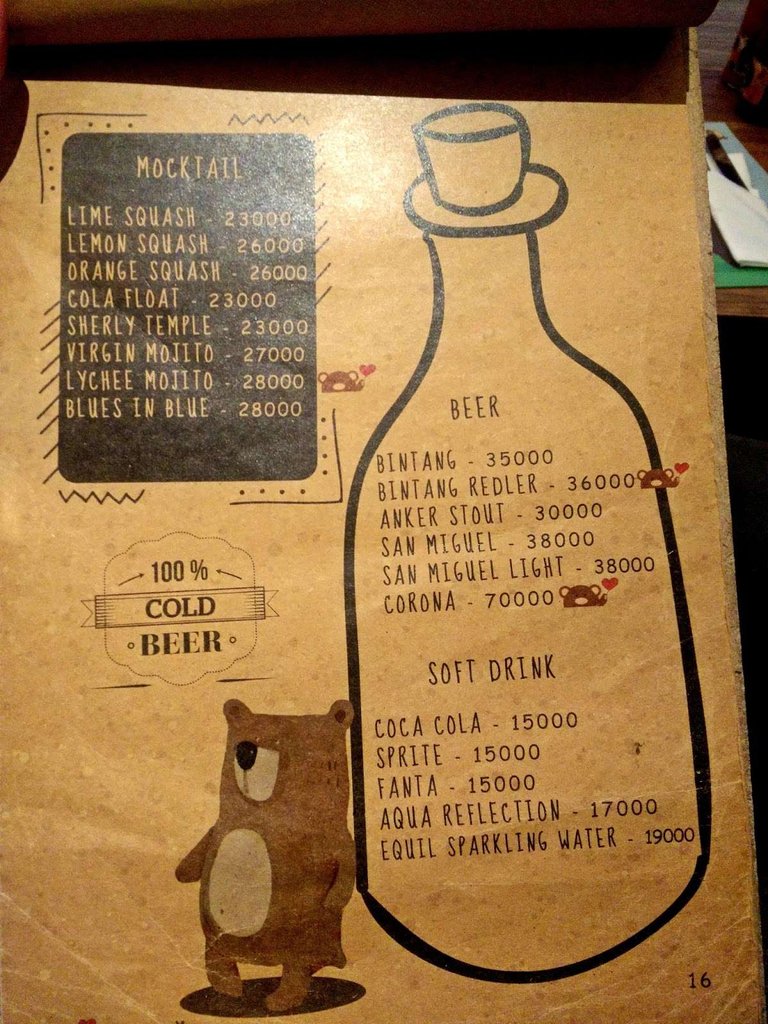 MOCKTAIL
LIME SQUASH - 23000
LEMON SQUASH - 26000
ORANGE SQUASH - 26000
COLA FLOAT - 23000
SHERLY TEMPLE - 23000
VIRGIN MOJITO - 27000
LYCHEE MOJITO - 28000
BLUES IN BLUE - 28000
100 %
COLD
BEER
BEER
BINTANG - 35000
BINTANG REDLER - 36000
ANKER STOUT - 30000
SAN MIGUEL - 38000
SAN MIGUEL LIGHT - 38000
CORONA - 70000
SOFT DRINK
COCA COLA - 15000
SPRITE - 15000
FANTA - 15000
AQUA REFLECTION - 17000
EQUIL SPARKLING WATER - 19000
16